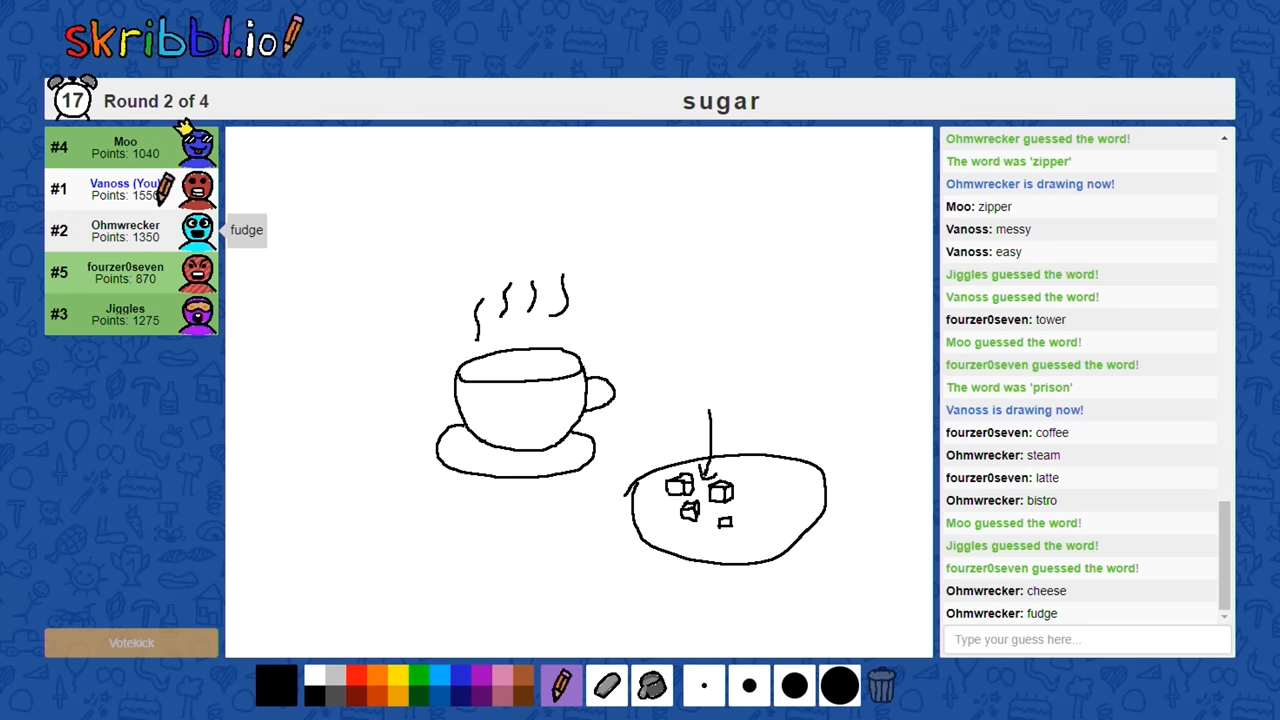 skribbl.io
17
Round 2 of 4
sugar
#4
Moo
Points: 1040
#1
Vanoss (You)
Points: 1550
#2
Ohmwrecker
Points: 1350
fudge
#5
fourzer0seven
Points: 870
#3
Jiggles
Points: 1275
Votekick
Ohmwrecker guessed the word!
The word was 'zipper'
Ohmwrecker is drawing now!
Moo: zipper
Vanoss: messy
Vanoss: easy
Jiggles guessed the word!
Vanoss guessed the word!
fourzer0seven: tower
Moo guessed the word!
fourzer0seven guessed the word!
The word was 'prison'
Vanoss is drawing now!
fourzer0seven: coffee
Ohmwrecker: steam
fourzer0seven: latte
Ohmwrecker: bistro
Moo guessed the word!
Jiggles guessed the word!
fourzer0seven guessed the word!
Ohmwrecker: cheese
Ohmwrecker: fudge
Type your guess here...